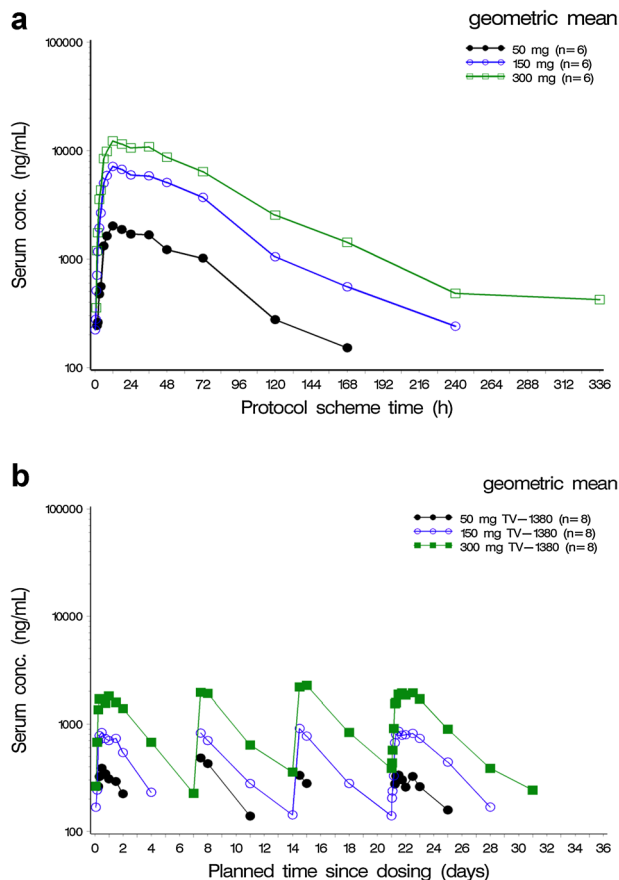 a
geometric mean
50 mg (n=6)
150 mg (n=6)
300 mg (n=6)
100000
10000
1000
100
Serum conc. (ng/mL)
0 24 48 72 96 120 144 168 192 216 240 264 288 312 336
Protocol scheme time (h)
b
geometric mean
50 mg TV-1380 (n=8)
150 mg TV-1380 (n=8)
300 mg TV-1380 (n=8)
100000
10000
1000
100
Serum conc. (ng/mL)
0 2 4 6 8 10 12 14 16 18 20 22 24 26 28 30 32 34 36
Planned time since dosing (days)